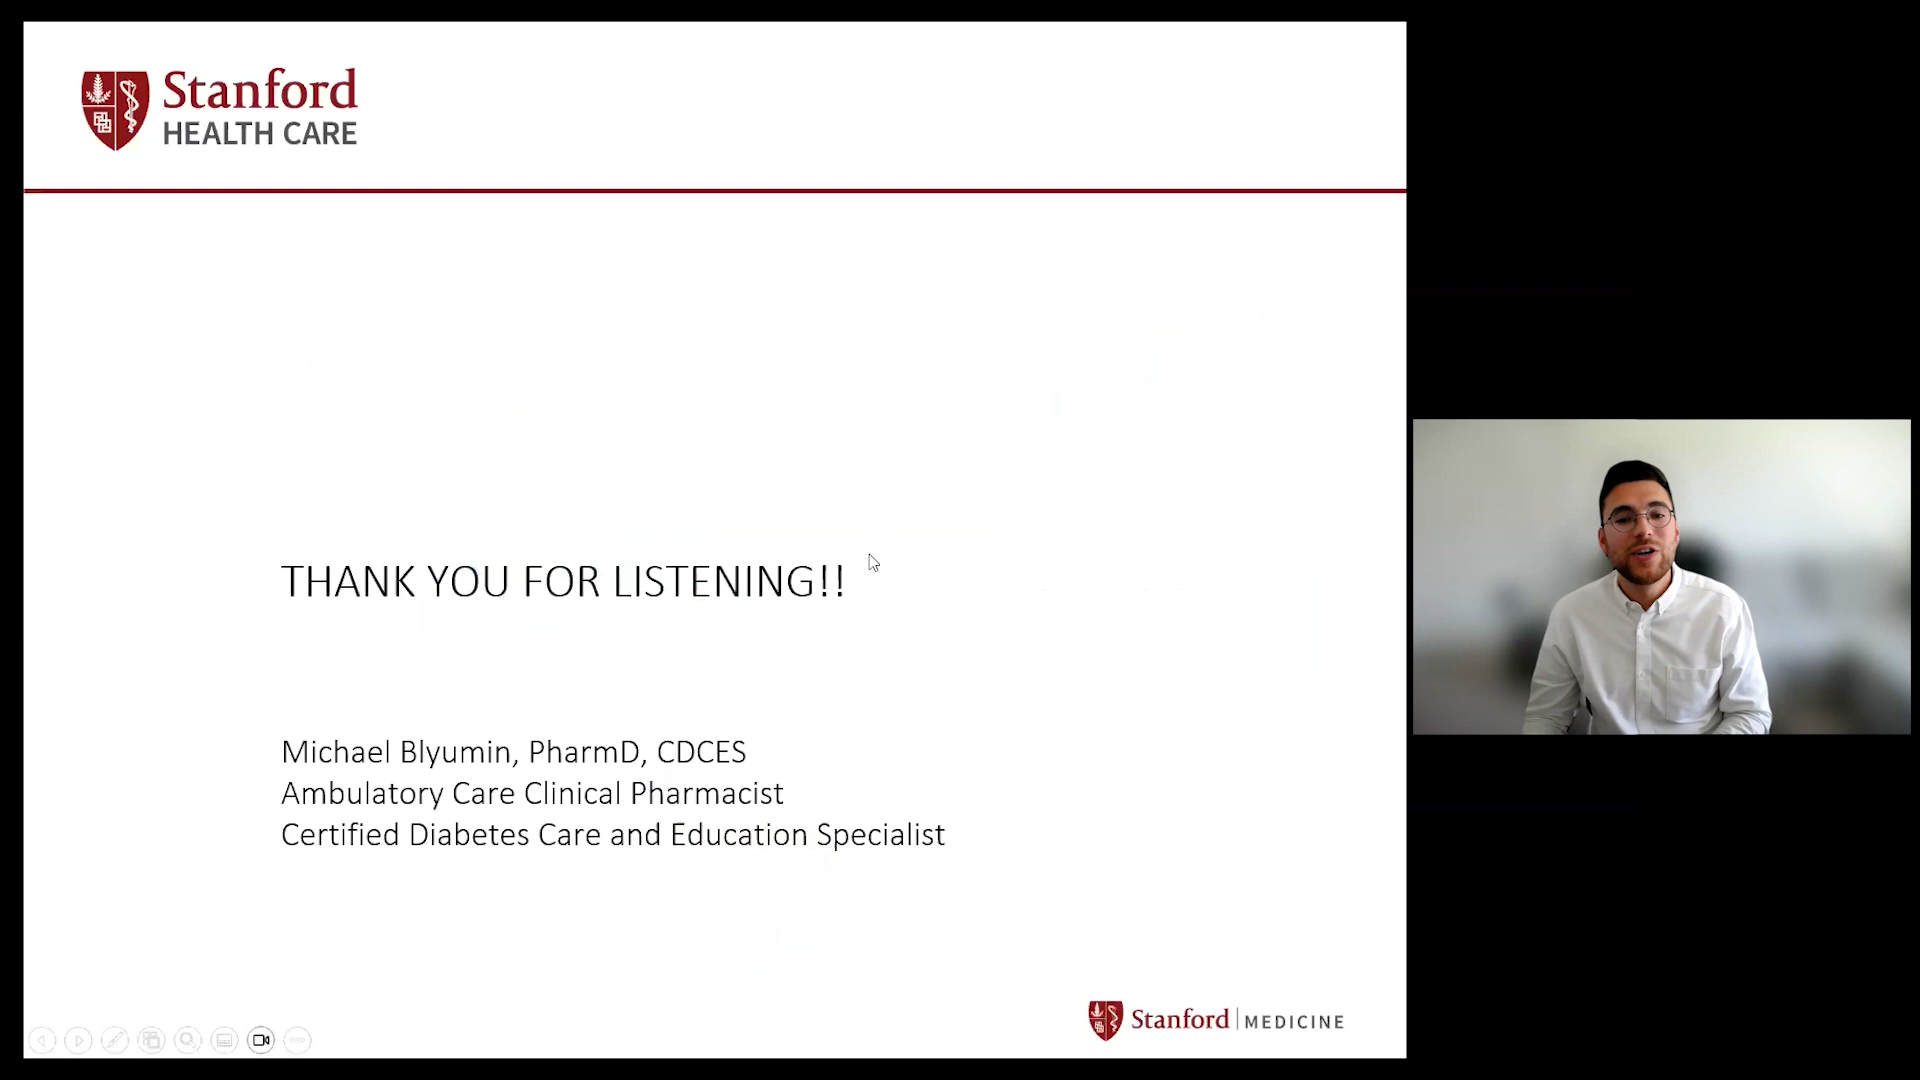 Stanford
HEALTH CARE
THANK YOU FOR LISTENING!!
Michael Blyumin, PharmD, CDCES
Ambulatory Care Clinical Pharmacist
Certified Diabetes Care and Education Specialist
Stanford MEDICINE